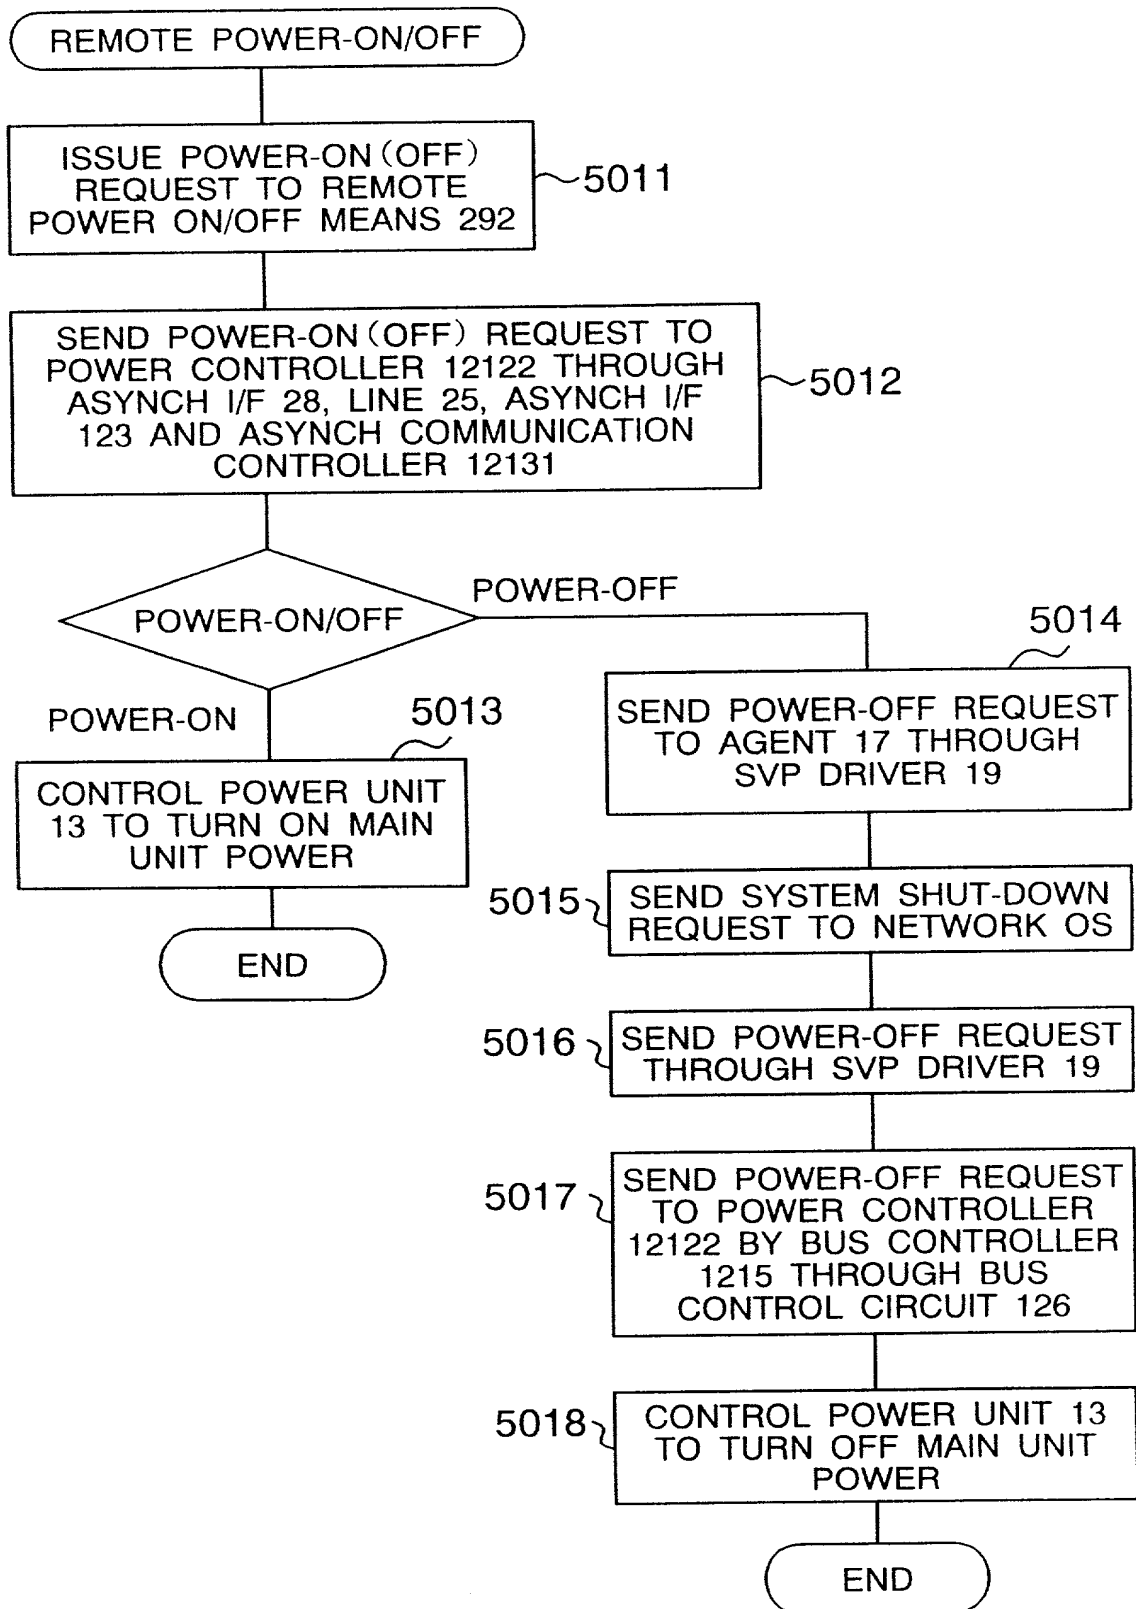 REMOTE POWER-ON/OFF
ISSUE POWER-ON(OFF)
REQUEST TO REMOTE
POWER ON/OFF MEANS 292
5011
SEND POWER-ON(OFF) REQUEST TO
POWER CONTROLLER 12122 THROUGH
ASYNCH I/F 28, LINE 25, ASYNCH I/F
123 AND ASYNCH COMMUNICATION
CONTROLLER 12131
5012
POWER-ON/OFF
POWER-OFF
POWER-ON
5013
CONTROL POWER UNIT
13 TO TURN ON MAIN
UNIT POWER
END
5014
SEND POWER-OFF REQUEST
TO AGENT 17 THROUGH
SVP DRIVER 19
5015
SEND SYSTEM SHUT-DOWN
REQUEST TO NETWORK OS
5016
SEND POWER-OFF REQUEST
THROUGH SVP DRIVER 19
5017
SEND POWER-OFF REQUEST
TO POWER CONTROLLER
12122 BY BUS CONTROLLER
1215 THROUGH BUS
CONTROL CIRCUIT 126
5018
CONTROL POWER UNIT 13
TO TURN OFF MAIN UNIT
POWER
END